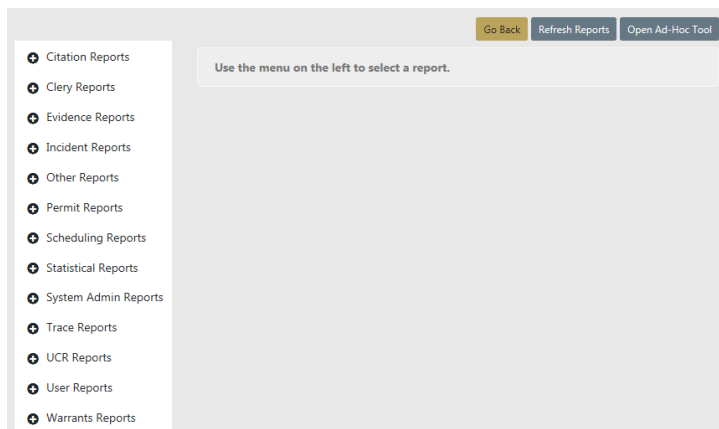 Go Back Refresh Reports Open Ad-Hoc Tool
Citation Reports
Use the menu on the left to select a report.
Clery Reports
Evidence Reports
Incident Reports
Other Reports
Permit Reports
Scheduling Reports
Statistical Reports
System Admin Reports
Trace Reports
UCR Reports
User Reports
Warrants Reports